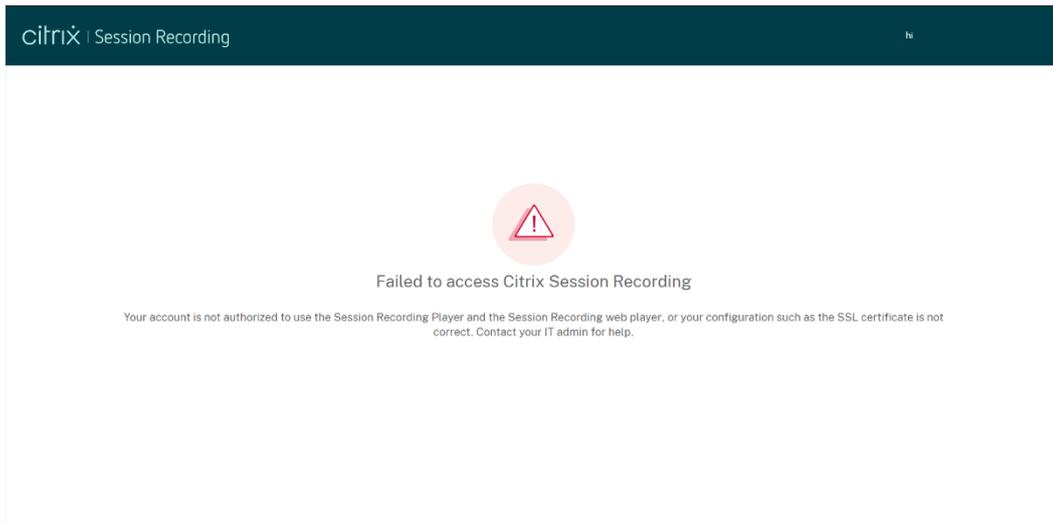 citrix | Session Recording
hi
Failed to access Citrix Session Recording
Your account is not authorized to use the Session Recording Player and the Session Recording web player, or your configuration such as the SSL certificate is not
correct. Contact your IT admin for help.